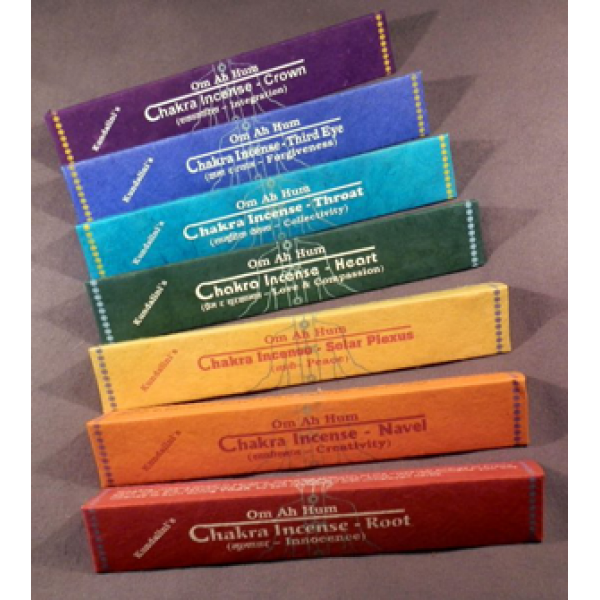 Kundalini's
Om Ah Hum
Chakra Incense - Crown
– Integration)
Kundalini's
Om Ah Hum
Chakra Incense - Third Eye
– Forgiveness)
Kundalini's
Om Ah Hum
Chakra Incense - Throat
– Collectivity)
Kundalini's
Om Ah Hum
Chakra Incense - Heart
(प्रेम र – Love & Compassion)
Kundalini's
Om Ah Hum
Chakra Incense - Solar Plexus
– Peace)
Kundalini's
Om Ah Hum
Chakra Incense - Navel
– Creativity)
Kundalini's
Om Ah Hum
Chakra Incense - Root
– Innocence)